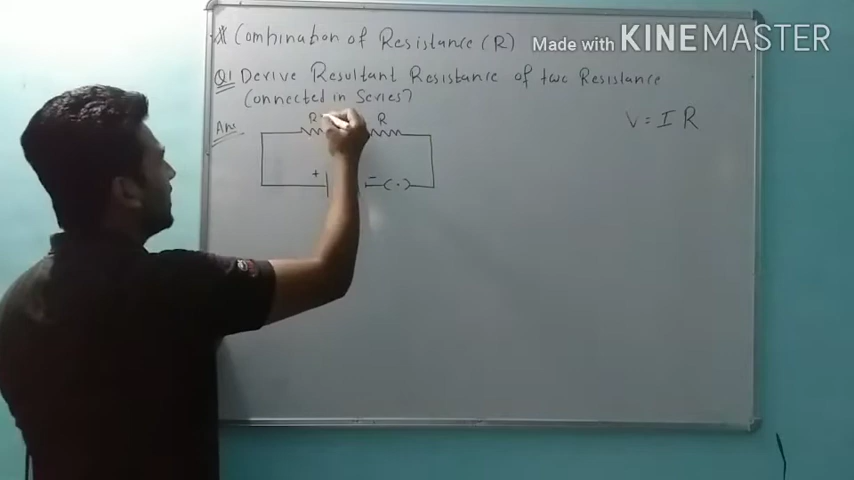 * Combination of Resistance (R)
Made with KINEMASTER
Q1 Derive Resultant Resistance of two Resistance
Connected in Series?
Ans
R R
V = I R
+ -